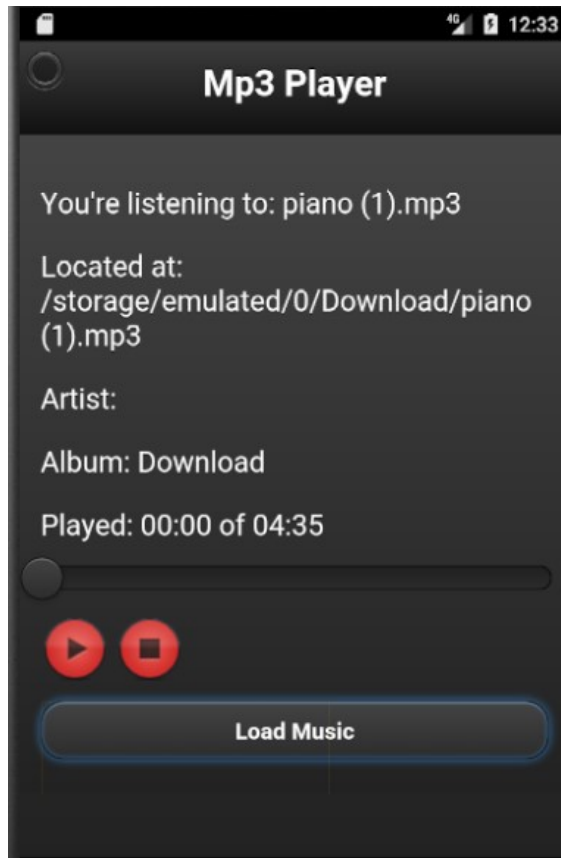 4G 12:33
Mp3 Player
You're listening to: piano (1).mp3
Located at:
/storage/emulated/0/Download/piano
(1).mp3
Artist:
Album: Download
Played: 00:00 of 04:35
Load Music